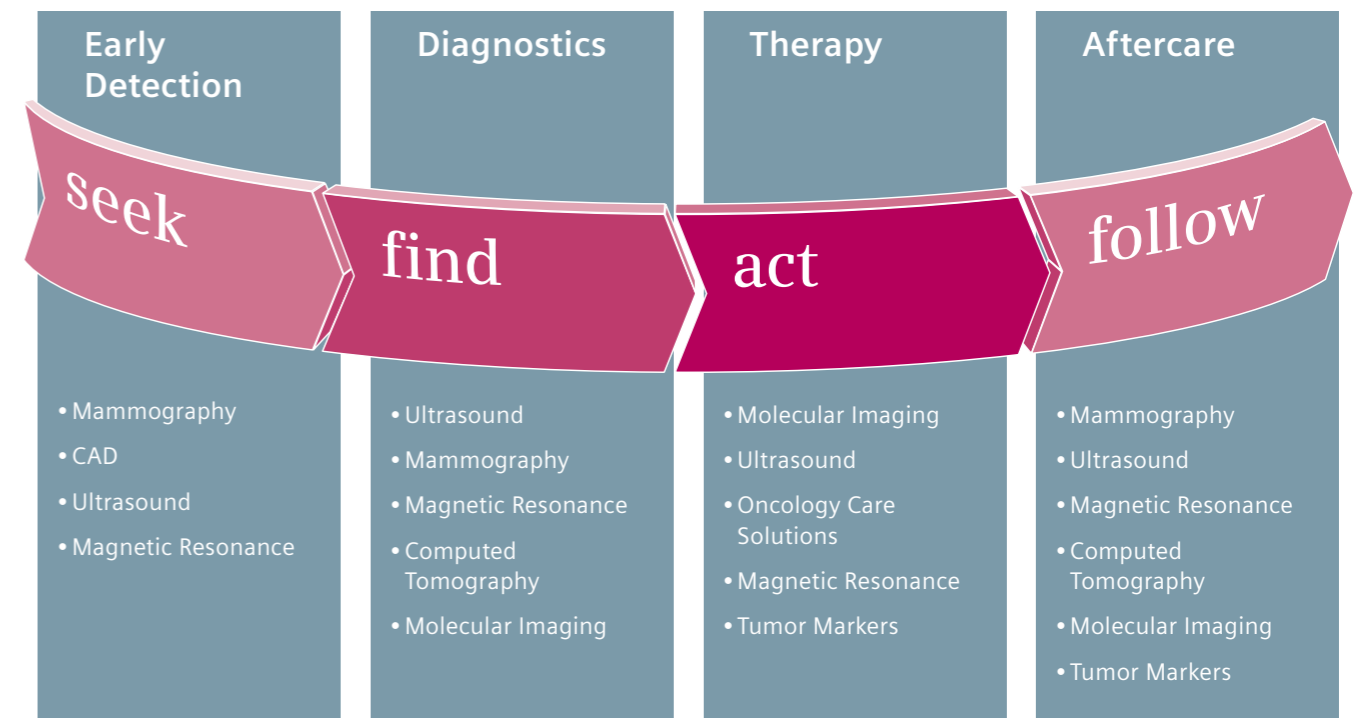 Early
Detection
seek
• Mammography
• CAD
• Ultrasound
• Magnetic Resonance
Diagnostics
find
• Ultrasound
• Mammography
• Magnetic Resonance
• Computed
Tomography
• Molecular Imaging
Therapy
act
• Molecular Imaging
• Ultrasound
• Oncology Care
Solutions
• Magnetic Resonance
• Tumor Markers
Aftercare
follow
• Mammography
• Ultrasound
• Magnetic Resonance
• Computed
Tomography
• Molecular Imaging
• Tumor Markers